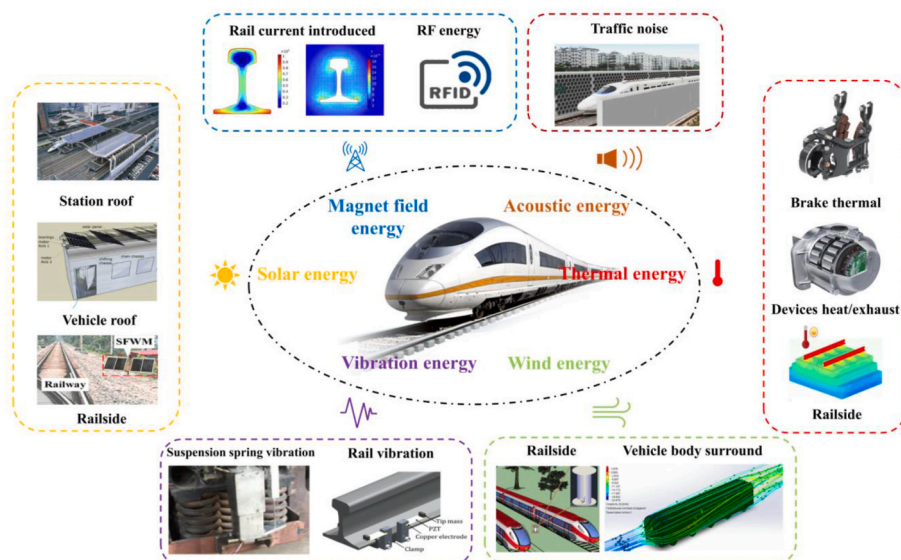 Rail current introduced
RF energy
RFID
Traffic noise
Station roof
Vehicle roof
SFWM
Railway
Railside
Magnet field
energy
Acoustic energy
Solar energy
Thermal energy
Vibration energy
Wind energy
Brake thermal
Devices heat/exhaust
Railside
Suspension spring vibration
Rail vibration
Tip mass
PZT
Copper electrode
Clamp
Railside
Vehicle body surround